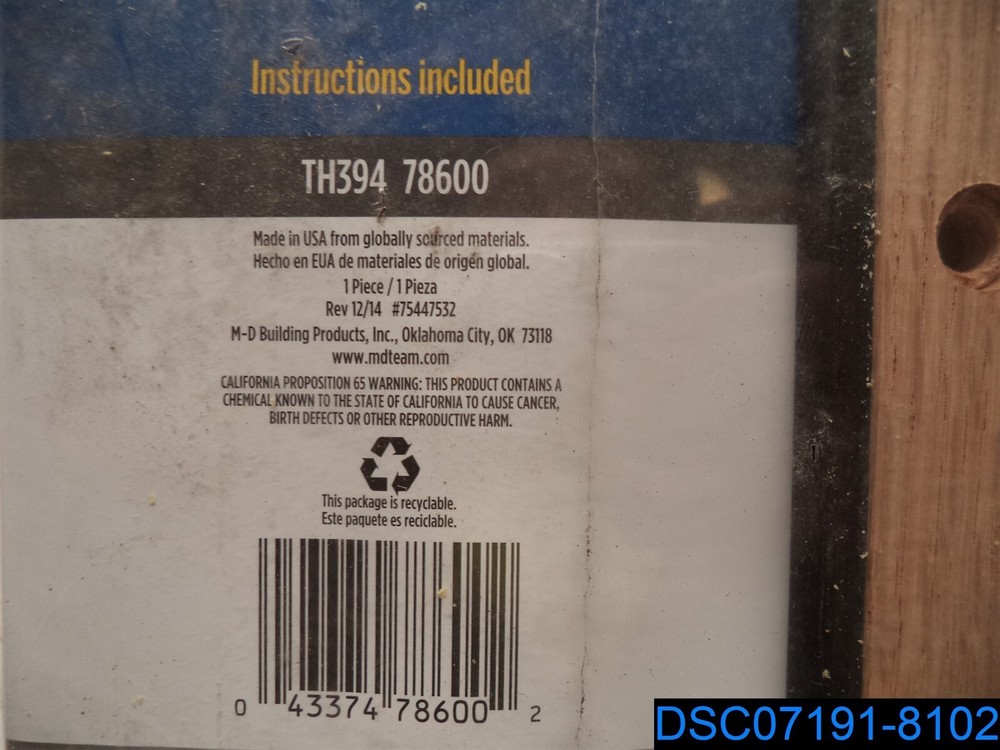 Instructions included
TH394 78600
Made in USA from globally sourced materials.
Hecho en EUA de materiales de origen global.
1 Piece / 1 Pieza
Rev 12/14 #75447532
M-D Building Products, Inc., Oklahoma City, OK 73118
www.mdteam.com
CALIFORNIA PROPOSITION 65 WARNING: THIS PRODUCT CONTAINS A
CHEMICAL KNOWN TO THE STATE OF CALIFORNIA TO CAUSE CANCER,
BIRTH DEFECTS OR OTHER REPRODUCTIVE HARM.
This package is recyclable.
Este paquete es reciclable.
0 43374 78600 2
DSC07191-8102